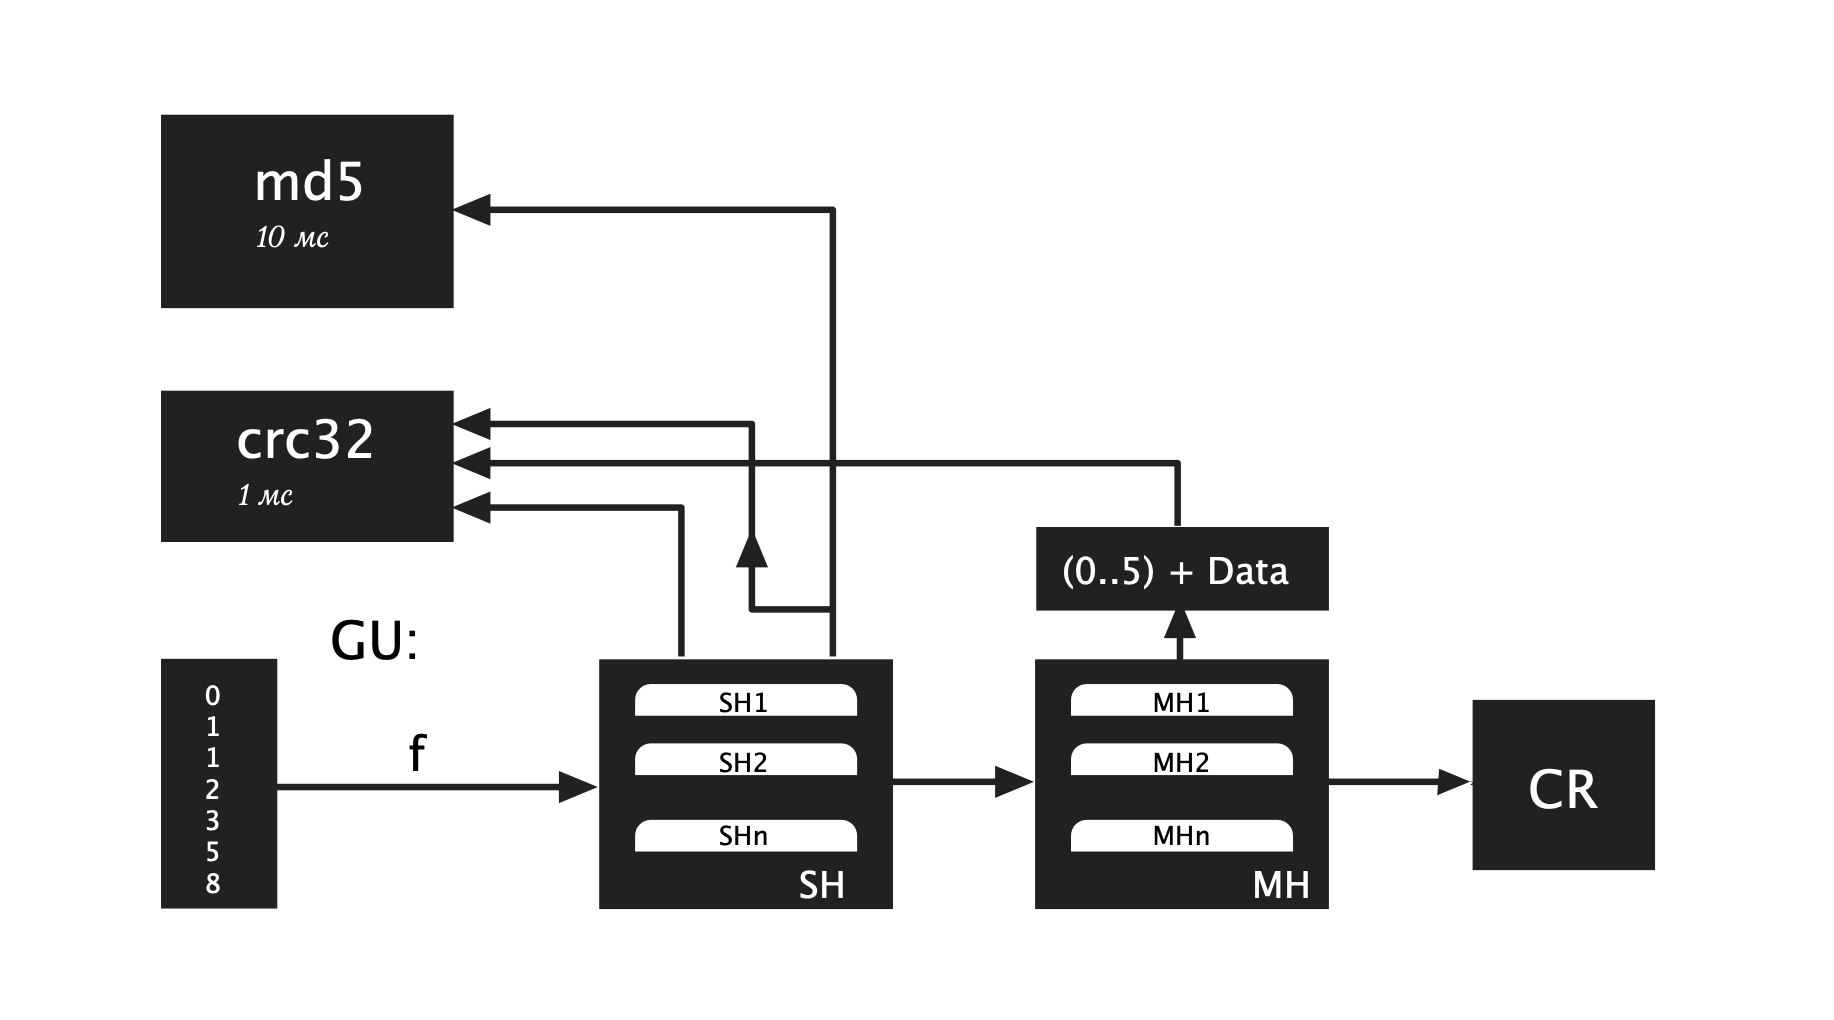 md5
10 мс
crc32
1 мс
(0..5) + Data
GU:
0
1
1
2
3
5
8
f
SH1
SH2
SHn
SH
MH1
MH2
MHn
MH
CR